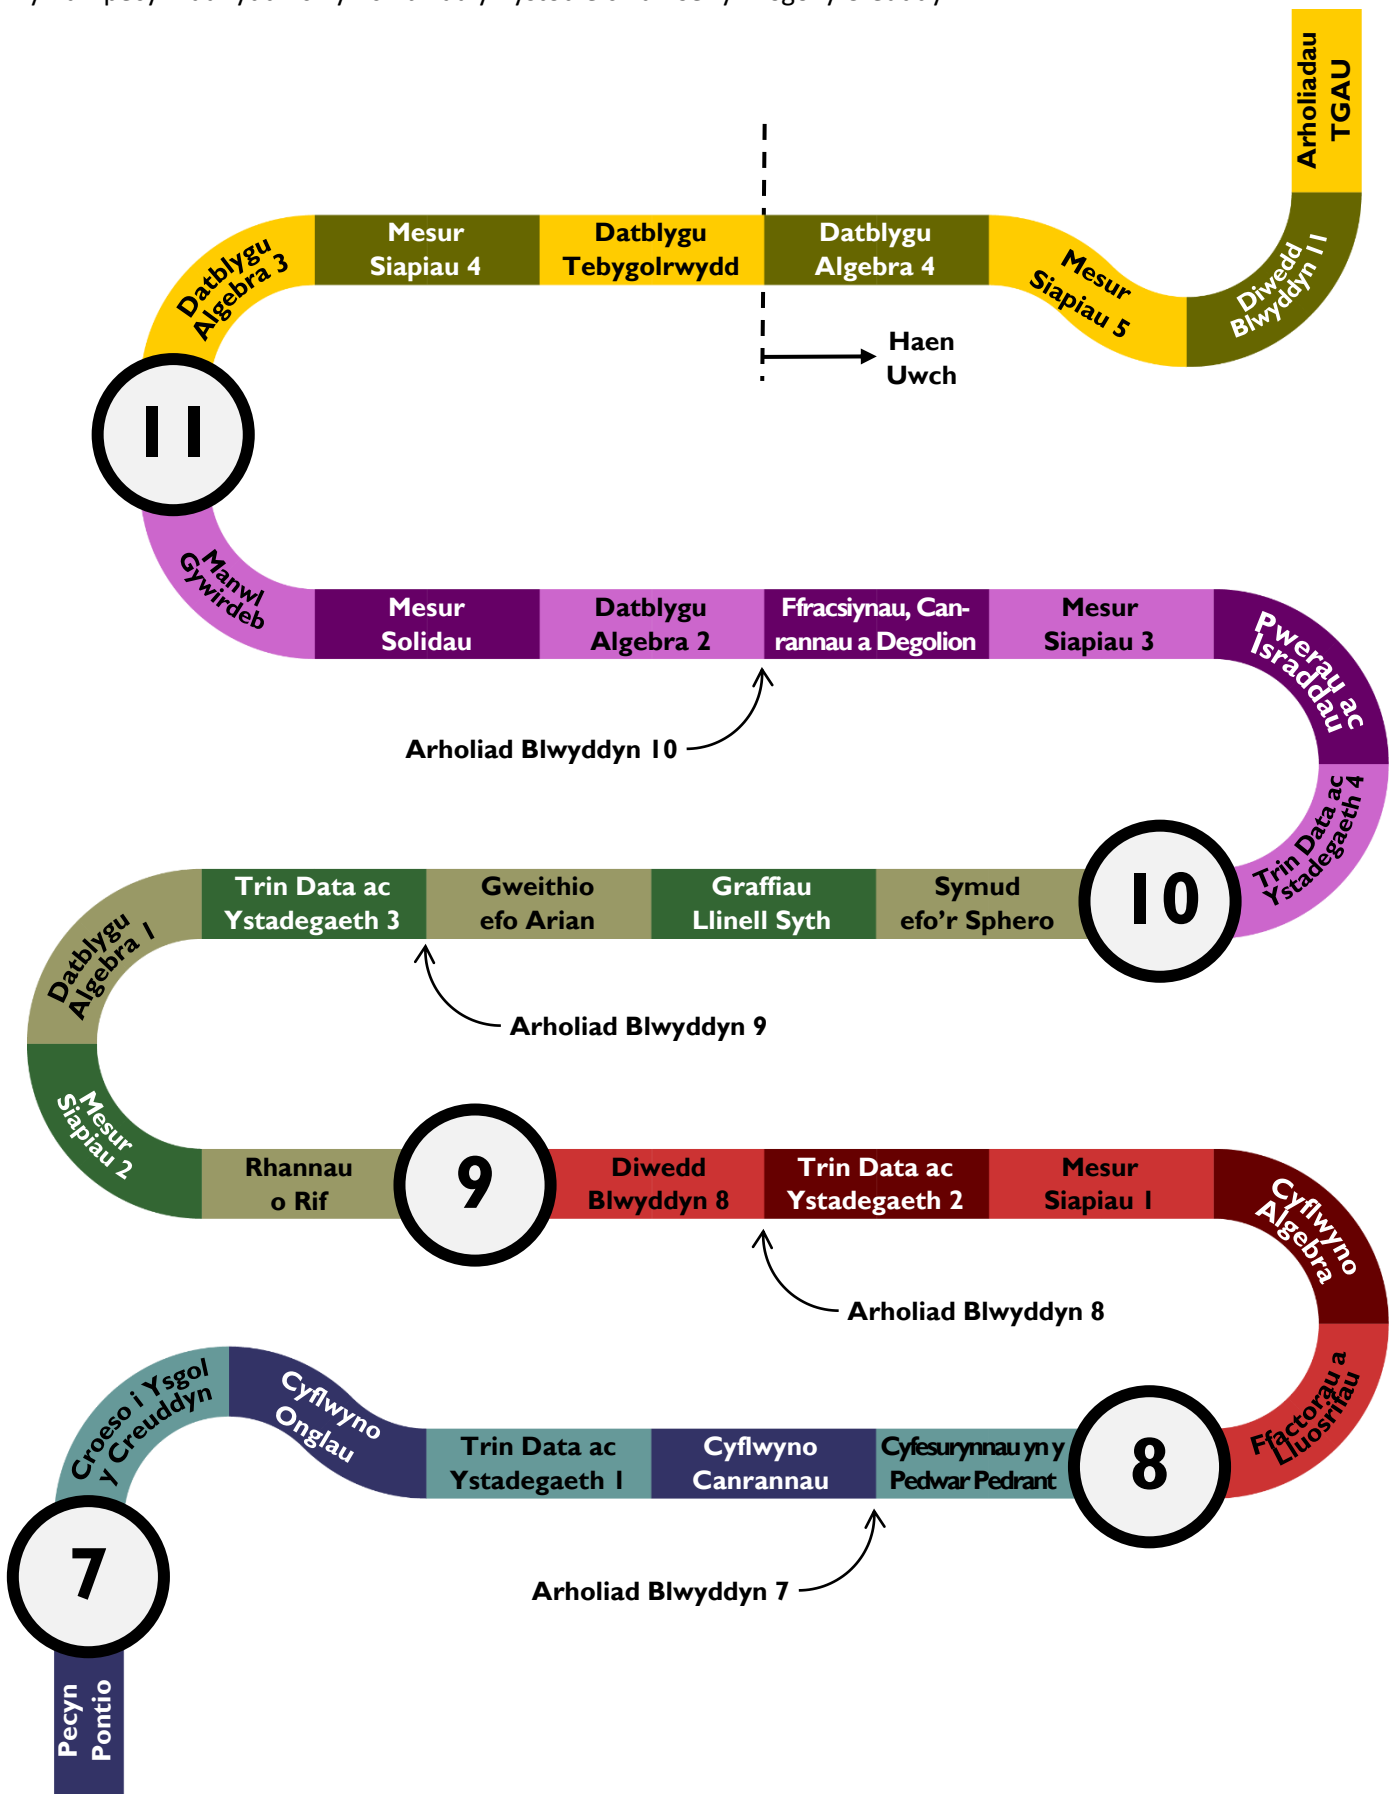 Arholiadau
TGAU
Datblygu
Algebra 3
Mesur
Siapiau 4
Datblygu
Tebygolrwydd
Datblygu
Algebra 4
Mesur
Siapiau 5
Diwedd
Blwyddyn 11
Haen
Uwch
11
Manwl
Gywirdeb
Mesur
Solidau
Datblygu
Algebra 2
Ffracsiynau, Can-
rannau a Degolion
Mesur
Siapiau 3
Pwerau ac
Israddau
Arholiad Blwyddyn 10
Trin Data ac
Ystadegaeth 4
10
Datblygu
Algebra 1
Trin Data ac
Ystadegaeth 3
Gweithio
efo Arian
Graffiau
Llinell Syth
Symud
efo'r Sphero
Arholiad Blwyddyn 9
Mesur
Siapiau 2
Rhannau
o Rif
9
Diwedd
Blwyddyn 8
Trin Data ac
Ystadegaeth 2
Mesur
Siapiau 1
Cyflwyno
Algebra
Arholiad Blwyddyn 8
Ffactorau a
Lluosrifau
Croeso i Ysgol
y Creuddyn
Cyflwyno
Onglau
Trin Data ac
Ystadegaeth 1
Cyflwyno
Canrannau
Cyfesurynnau yn y
Pedwar Pedrant
8
7
Arholiad Blwyddyn 7
Pecyn
Pontio